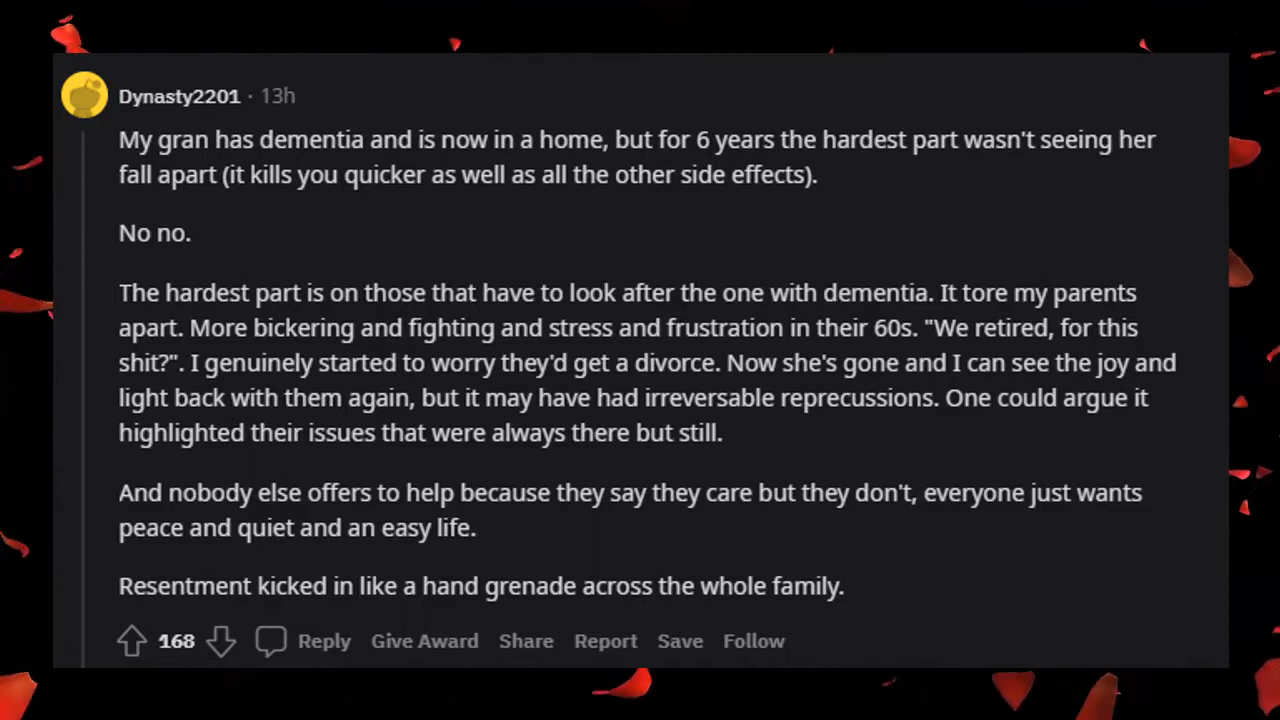 Dynasty2201 · 13h
My gran has dementia and is now in a home, but for 6 years the hardest part wasn't seeing her
fall apart (it kills you quicker as well as all the other side effects).
No no.
The hardest part is on those that have to look after the one with dementia. It tore my parents
apart. More bickering and fighting and stress and frustration in their 60s. "We retired, for this
shit?". I genuinely started to worry they'd get a divorce. Now she's gone and I can see the joy and
light back with them again, but it may have had irreversable reprecussions. One could argue it
highlighted their issues that were always there but still.
And nobody else offers to help because they say they care but they don't, everyone just wants
peace and quiet and an easy life.
Resentment kicked in like a hand grenade across the whole family.
168 Reply Give Award Share Report Save Follow